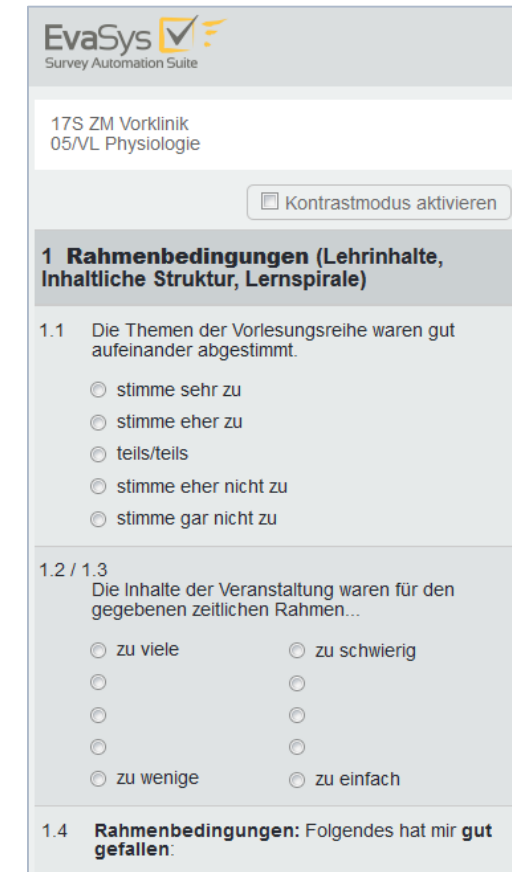 EvaSys
Survey Automation Suite
17S ZM Vorklinik
05/VL Physiologie
Kontrastmodus aktivieren
1 Rahmenbedingungen (Lehrinhalte,
Inhaltliche Struktur, Lernspirale)
1.1 Die Themen der Vorlesungsreihe waren gut
aufeinander abgestimmt.
stimme sehr zu
stimme eher zu
teils/teils
stimme eher nicht zu
stimme gar nicht zu
1.2 / 1.3
Die Inhalte der Veranstaltung waren für den
gegebenen zeitlichen Rahmen...
zu viele zu schwierig
zu wenige zu einfach
1.4 Rahmenbedingungen: Folgendes hat mir gut
gefallen: